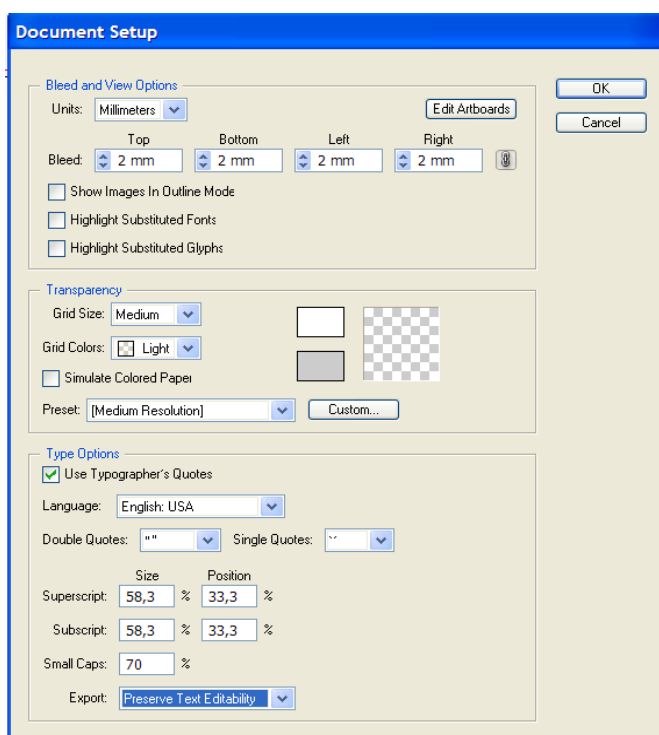 Document Setup
Bleed and View Options
OK
Units: Millimeters Edit Artboards
Cancel
Top Bottom Left Right
Bleed: 2 mm 2 mm 2 mm 2 mm
Show Images In Outline Mode
Highlight Substituted Fonts
Highlight Substituted Glyphs
Transparency
Grid Size: Medium
Grid Colors: Light
Simulate Colored Paper
Preset: [Medium Resolution] Custom...
Type Options
Use Typographer's Quotes
Language: English: USA
Double Quotes: "" Single Quotes:
Size Position
Superscript: 58,3 % 33,3 %
Subscript: 58,3 % 33,3 %
Small Caps: 70 %
Export: Preserve Text Editability